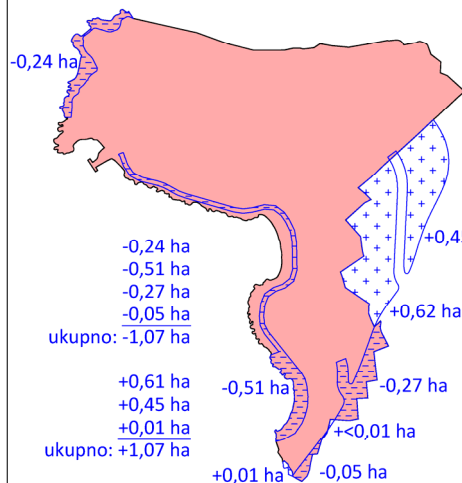 -0,24 ha
+0,4
+0,62 ha
-0,24 ha
-0,51 ha
-0,27 ha
-0,05 ha
ukupno: -1,07 ha
+0,61 ha
+0,45 ha
+0,01 ha
ukupno: +1,07 ha
-0,51 ha
-0,27 ha
+<0,01 ha
+0,01 ha
-0,05 ha